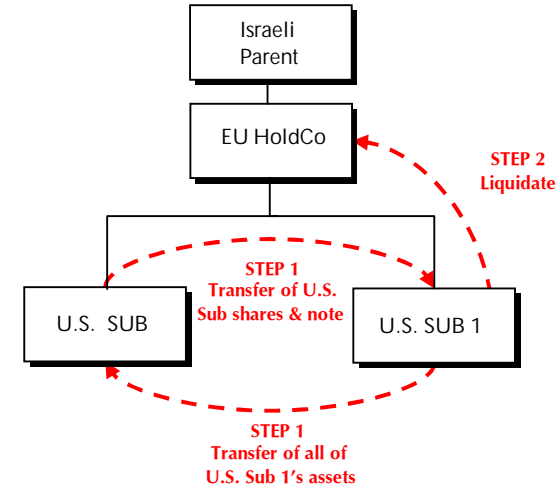 Israeli
Parent
EU HoldCo
STEP 2
Liquidate
STEP 1
Transfer of U.S.
Sub shares & note
U.S. SUB
U.S. SUB 1
STEP 1
Transfer of all of
U.S. Sub 1's assets